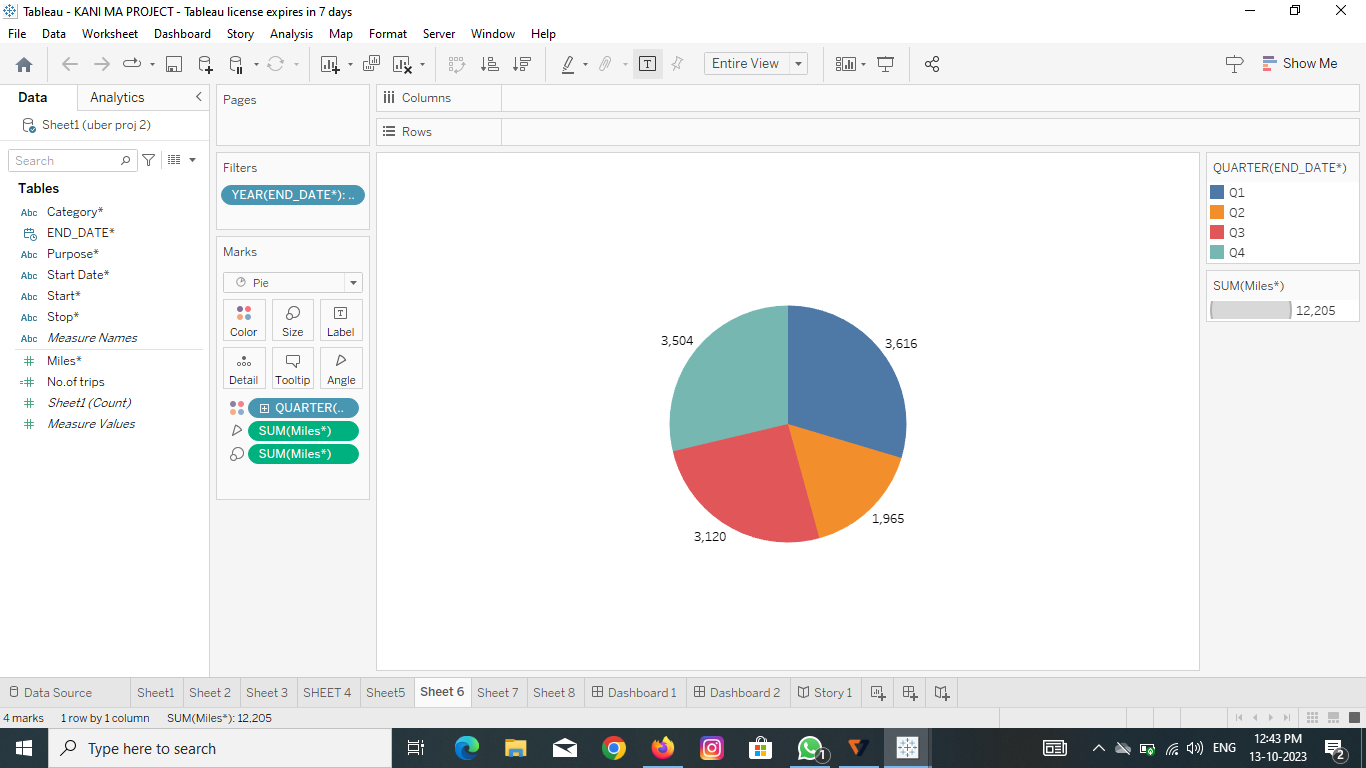 Tableau - KANI MA PROJECT - Tableau license expires in 7 days
File Data Worksheet Dashboard Story Analysis Map Format Server Window Help
T Entire View Show Me
Data Analytics
Sheet1 (uber proj 2)
Search
Tables
Abc Category*
END_DATE*
Abc Purpose*
Abc Start Date*
Abc Start*
Abc Stop*
Abc Measure Names
# Miles*
=# No.of trips
# Sheet1 (Count)
# Measure Values
Pages
Filters
YEAR(END_DATE*): ..
Marks
Pie
Color Size Label
Detail Tooltip Angle
QUARTER(..
SUM(Miles*)
SUM(Miles*)
Columns
Rows
3,504
3,616
1,965
3,120
QUARTER(END_DATE*)
Q1
Q2
Q3
Q4
SUM(Miles*)
12,205
Data Source Sheet1 Sheet 2 Sheet 3 SHEET 4 Sheet5 Sheet 6 Sheet 7 Sheet 8 Dashboard 1 Dashboard 2 Story 1
4 marks 1 row by 1 column SUM(Miles*): 12,205
Type here to search
1
ENG
12:43 PM
13-10-2023
2